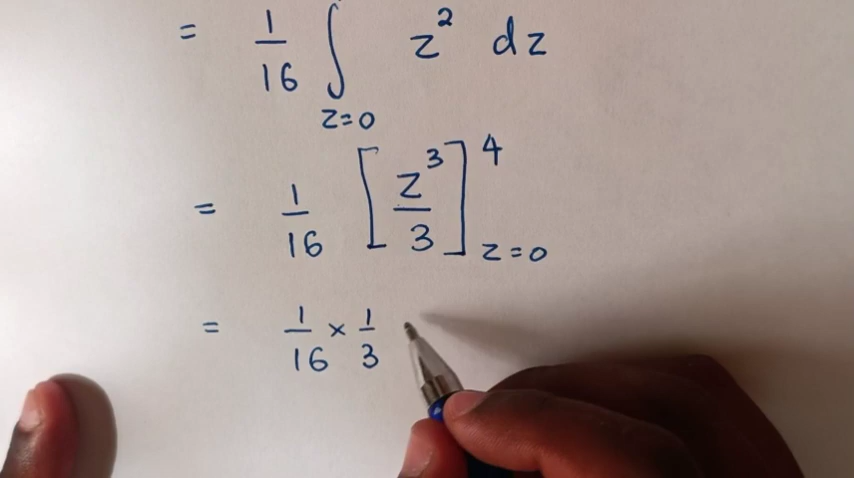 = 1/16 ∫_{z=0} z² dz
= 1/16 [z³/3]_{z=0}^{4}
= 1/16 × 1/3